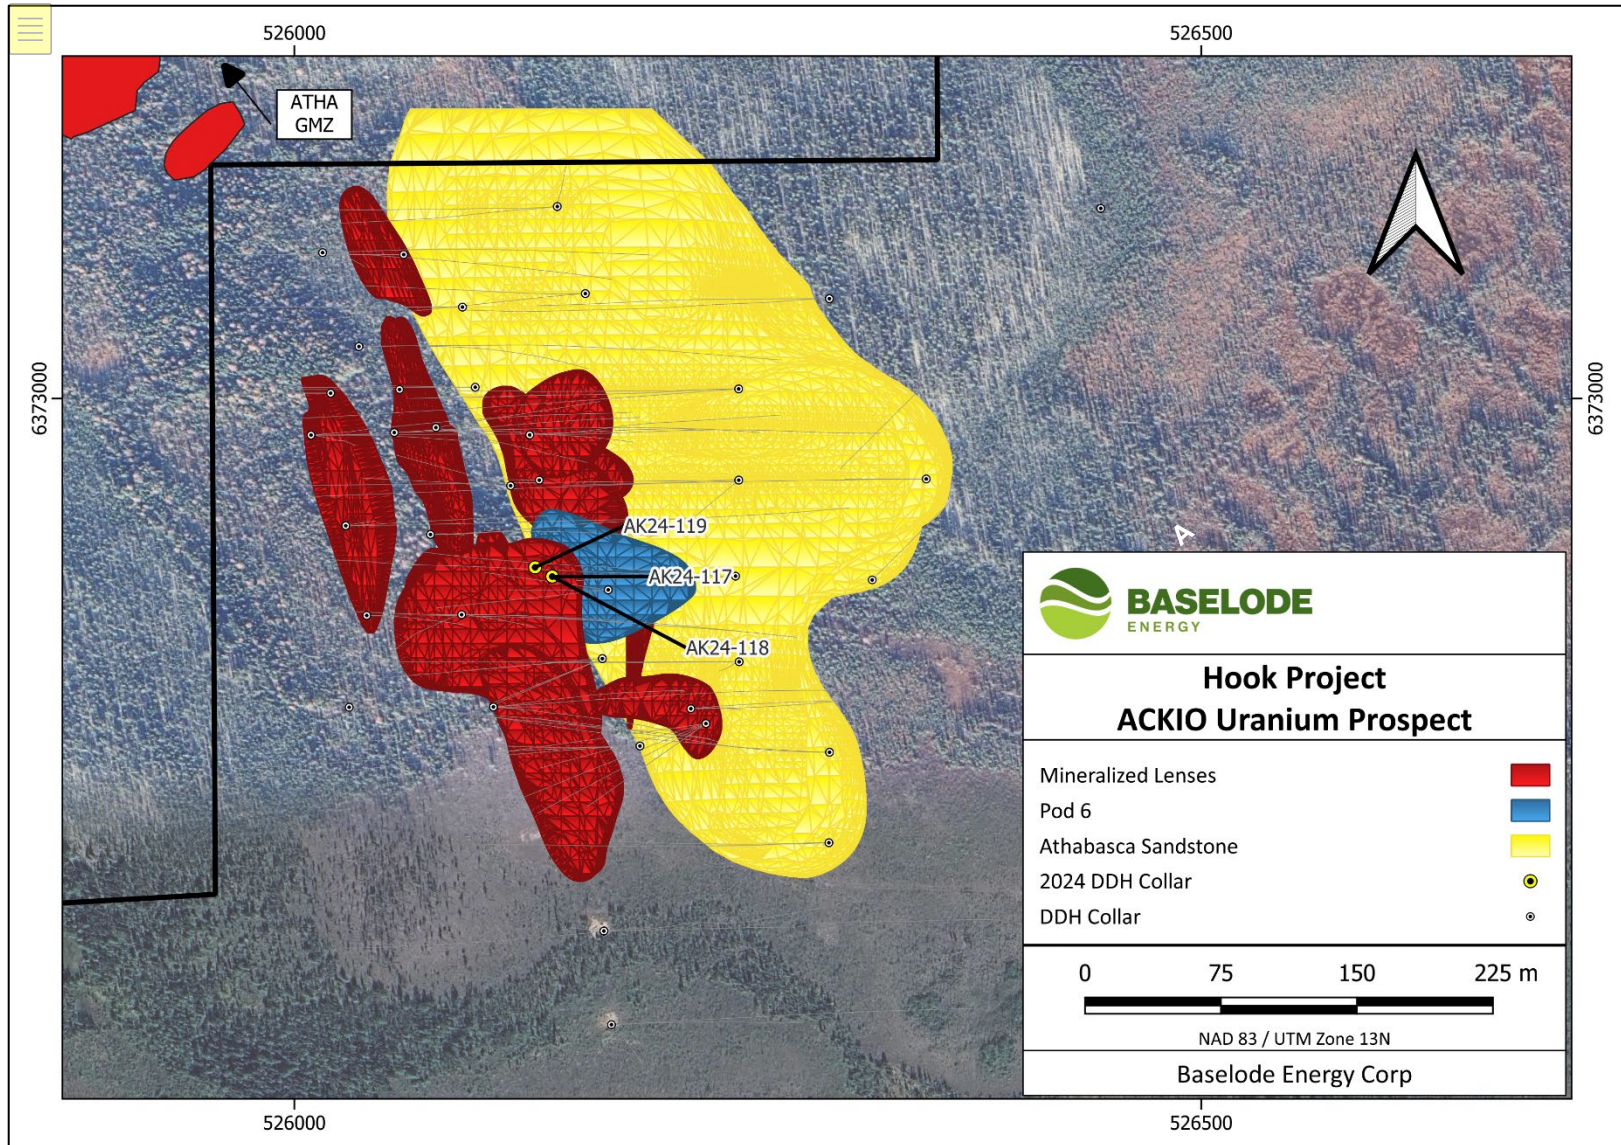 526000
526500
ATHA
GMZ
6373000
6373000
AK24-119
AK24-117
AK24-118
A
BASELODE
ENERGY
Hook Project
ACKIO Uranium Prospect
Mineralized Lenses
Pod 6
Athabasca Sandstone
2024 DDH Collar
DDH Collar
0 75 150 225 m
NAD 83 / UTM Zone 13N
Baselode Energy Corp
526000
526500